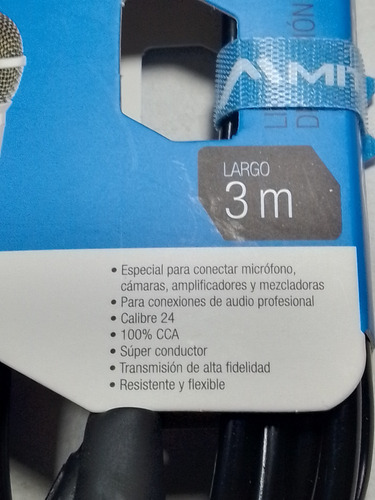 LARGO
3 m
• Especial para conectar micrófono,
cámaras, amplificadores y mezcladoras
• Para conexiones de audio profesional
• Calibre 24
• 100% CCA
• Súper conductor
• Transmisión de alta fidelidad
• Resistente y flexible